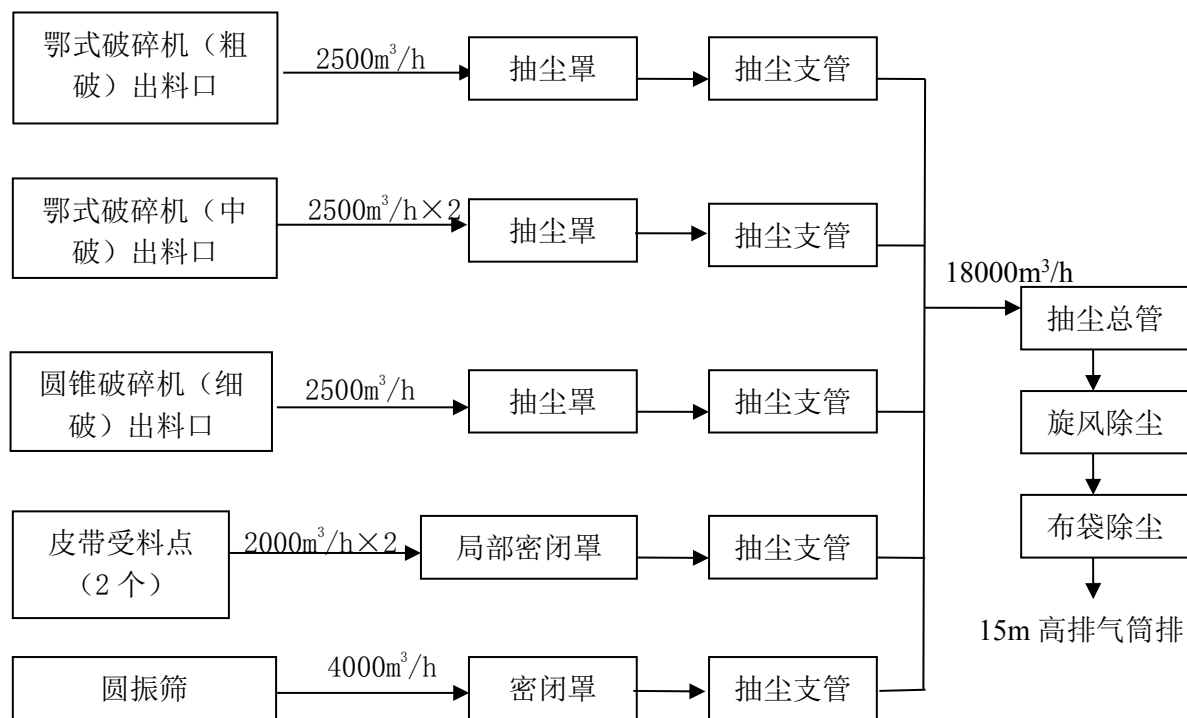 鄂式破碎机（粗
破）出料口
2500m³/h
抽尘罩
抽尘支管
鄂式破碎机（中
破）出料口
2500m³/h×2
抽尘罩
抽尘支管
18000m³/h
抽尘总管
圆锥破碎机（细
破）出料口
2500m³/h
抽尘罩
抽尘支管
旋风除尘
布袋除尘
皮带受料点
（2 个）
2000m³/h×2
局部密闭罩
抽尘支管
15m 高排气筒排
圆振筛
4000m³/h
密闭罩
抽尘支管